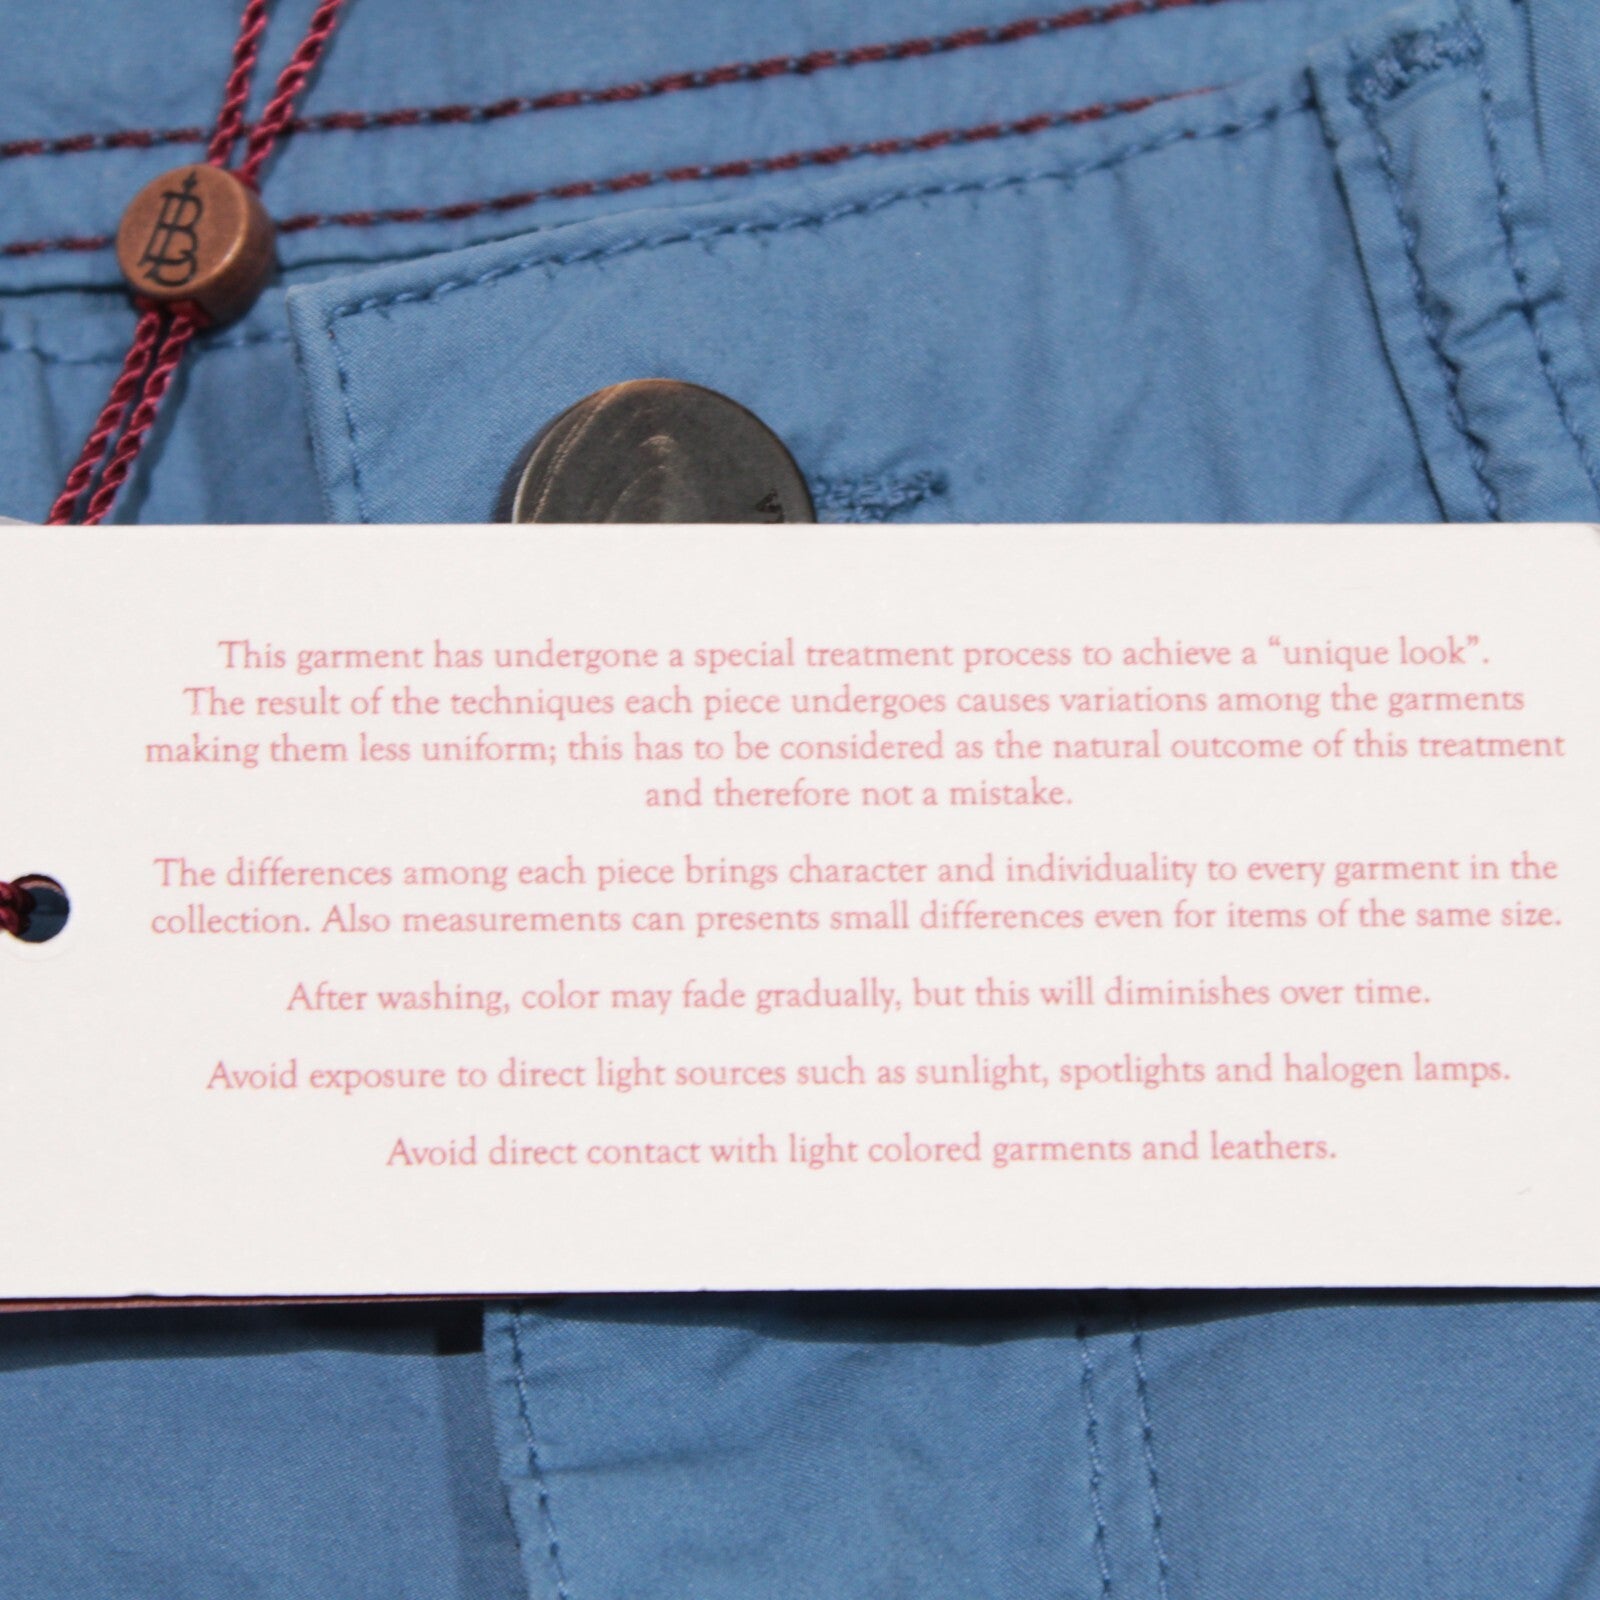 This garment has undergone a special treatment process to achieve a “unique look”.
The result of the techniques each piece undergoes causes variations among the garments
making them less uniform; this has to be considered as the natural outcome of this treatment
and therefore not a mistake.
The differences among each piece brings character and individuality to every garment in the
collection. Also measurements can presents small differences even for items of the same size.
After washing, color may fade gradually, but this will diminishes over time.
Avoid exposure to direct light sources such as sunlight, spotlights and halogen lamps.
Avoid direct contact with light colored garments and leathers.